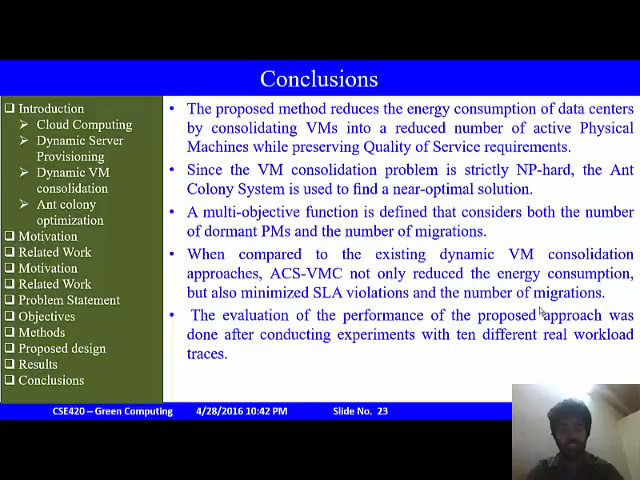 Conclusions
Introduction
Cloud Computing
Dynamic Server
Provisioning
Dynamic VM
consolidation
Ant colony
optimization
Motivation
Related Work
Motivation
Related Work
Problem Statement
Objectives
Methods
Proposed design
Results
Conclusions
• The proposed method reduces the energy consumption of data centers
by consolidating VMs into a reduced number of active Physical
Machines while preserving Quality of Service requirements.
• Since the VM consolidation problem is strictly NP-hard, the Ant
Colony System is used to find a near-optimal solution.
• A multi-objective function is defined that considers both the number
of dormant PMs and the number of migrations.
• When compared to the existing dynamic VM consolidation
approaches, ACS-VMC not only reduced the energy consumption,
but also minimized SLA violations and the number of migrations.
• The evaluation of the performance of the proposed approach was
done after conducting experiments with ten different real workload
traces.
CSE420 – Green Computing 4/28/2016 10:42 PM Slide No. 23